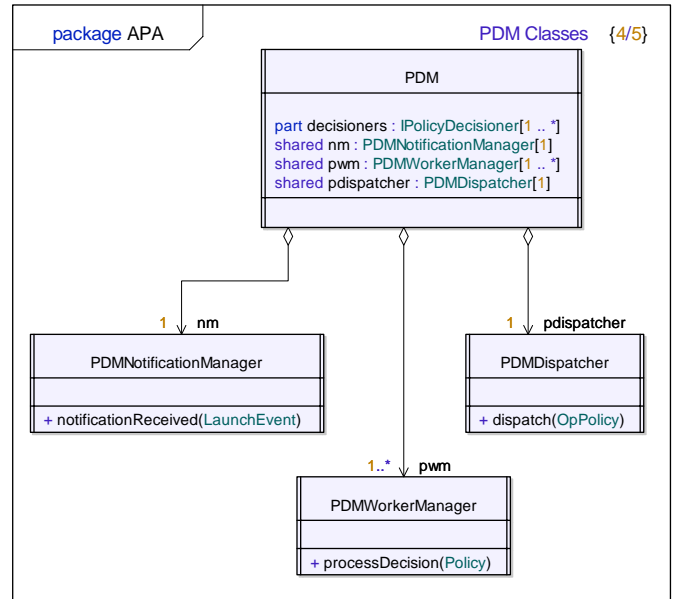 package APA
PDM Classes {4/5}
PDM
part decisioners : IPolicyDecisioner[1 .. *]
shared nm : PDMNotificationManager[1]
shared pwm : PDMWorkerManager[1 .. *]
shared pdispatcher : PDMDispatcher[1]
1 nm
1 pdispatcher
PDMNotificationManager
+ notificationReceived(LaunchEvent)
PDMDispatcher
+ dispatch(OpPolicy)
1..* pwm
PDMWorkerManager
+ processDecision(Policy)